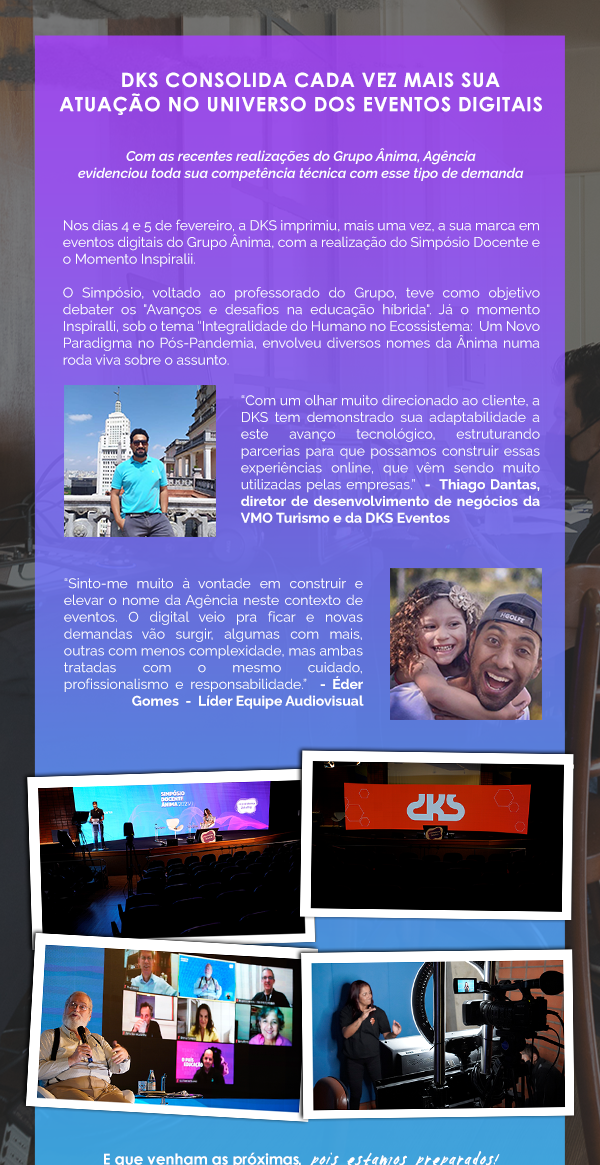 DKS CONSOLIDA CADA VEZ MAIS SUA
ATUAÇÃO NO UNIVERSO DOS EVENTOS DIGITAIS
Com as recentes realizações do Grupo Ânima, Agência
evidenciou toda sua competência técnica com esse tipo de demanda
Nos dias 4 e 5 de fevereiro, a DKS imprimiu, mais uma vez, a sua marca em
eventos digitais do Grupo Ânima, com a realização do Simpósio Docente e
o Momento Inspiralii.
O Simpósio, voltado ao professorado do Grupo, teve como objetivo
debater os "Avanços e desafios na educação híbrida". Já o momento
Inspiralli, sob o tema “Integralidade do Humano no Ecossistema: Um Novo
Paradigma no Pós-Pandemia, envolveu diversos nomes da Ânima numa
roda viva sobre o assunto.
“Com um olhar muito direcionado ao cliente, a
DKS tem demonstrado sua adaptabilidade a
este avanço tecnológico, estruturando
parcerias para que possamos construir essas
experiências online, que vêm sendo muito
utilizadas pelas empresas.” - Thiago Dantas,
diretor de desenvolvimento de negócios da
VMO Turismo e da DKS Eventos
“Sinto-me muito à vontade em construir e
elevar o nome da Agência neste contexto de
eventos. O digital veio pra ficar e novas
demandas vão surgir, algumas com mais,
outras com menos complexidade, mas ambas
tratadas com o mesmo cuidado,
profissionalismo e responsabilidade.” - Éder
Gomes - Líder Equipe Audiovisual
HGOLFE
SIMPÓSIO
DOCENTE
ÂNIMA
DKS
EDUCAÇÃO
E que venham as próximas, pois estamos preparados!